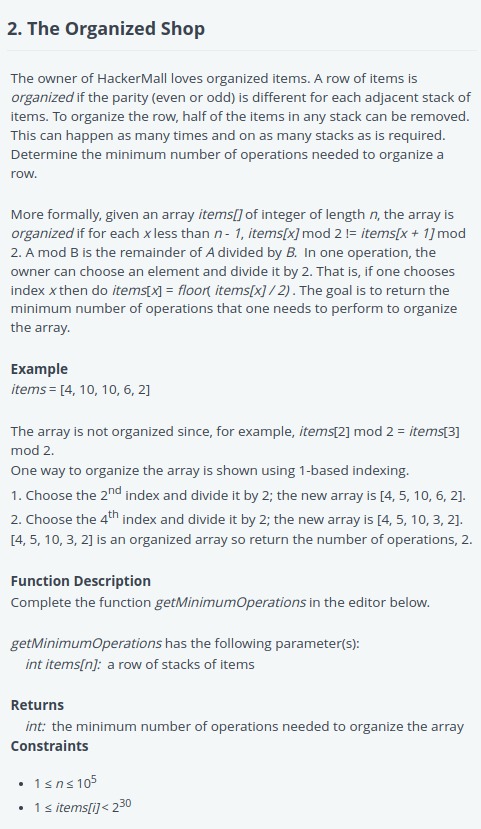 2. The Organized Shop
The owner of HackerMall loves organized items. A row of items is
organized if the parity (even or odd) is different for each adjacent stack of
items. To organize the row, half of the items in any stack can be removed.
This can happen as many times and on as many stacks as is required.
Determine the minimum number of operations needed to organize a
row.
More formally, given an array items[] of integer of length n, the array is
organized if for each x less than n - 1, items[x] mod 2 != items[x + 1] mod
2. A mod B is the remainder of A divided by B. In one operation, the
owner can choose an element and divide it by 2. That is, if one chooses
index x then do items[x] = floor( items[x] / 2) . The goal is to return the
minimum number of operations that one needs to perform to organize
the array.
Example
items = [4, 10, 10, 6, 2]
The array is not organized since, for example, items[2] mod 2 = items[3]
mod 2.
One way to organize the array is shown using 1-based indexing.
1. Choose the 2nd index and divide it by 2; the new array is [4, 5, 10, 6, 2].
2. Choose the 4th index and divide it by 2; the new array is [4, 5, 10, 3, 2].
[4, 5, 10, 3, 2] is an organized array so return the number of operations, 2.
Function Description
Complete the function getMinimumOperations in the editor below.
getMinimumOperations has the following parameter(s):
int items[n]: a row of stacks of items
Returns
int: the minimum number of operations needed to organize the array
Constraints
• 1 ≤ n ≤ 10^5
• 1 ≤ items[i] < 2^30